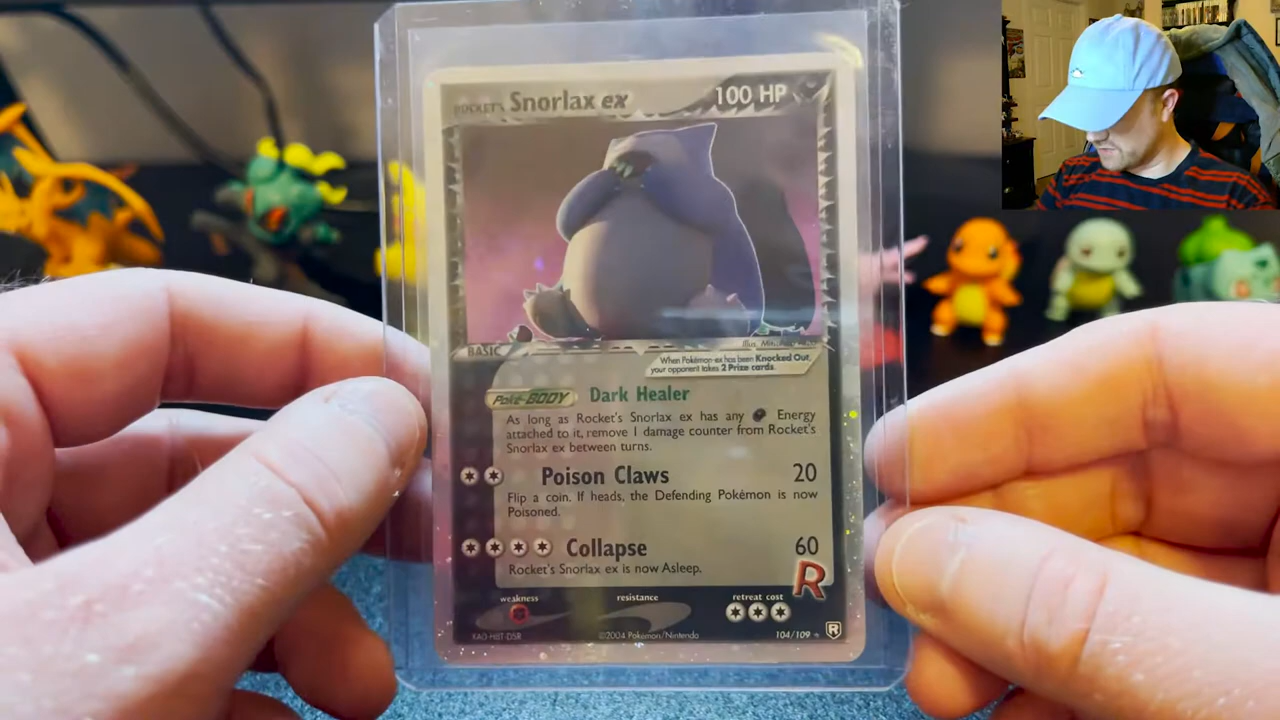 ROCKET'S Snorlax ex 100 HP
Illus. Mit
BASIC
When Pokémon-ex has been Knocked Out,
your opponent takes 2 Prize cards.
Poké-BODY Dark Healer
As long as Rocket's Snorlax ex has any Energy
attached to it, remove 1 damage counter from Rocket's
Snorlax ex between turns.
Poison Claws 20
Flip a coin. If heads, the Defending Pokémon is now
Poisoned.
Collapse 60
Rocket's Snorlax ex is now Asleep.
R
weakness resistance retreat cost
©2004 Pokémon/Nintendo 104/109 R